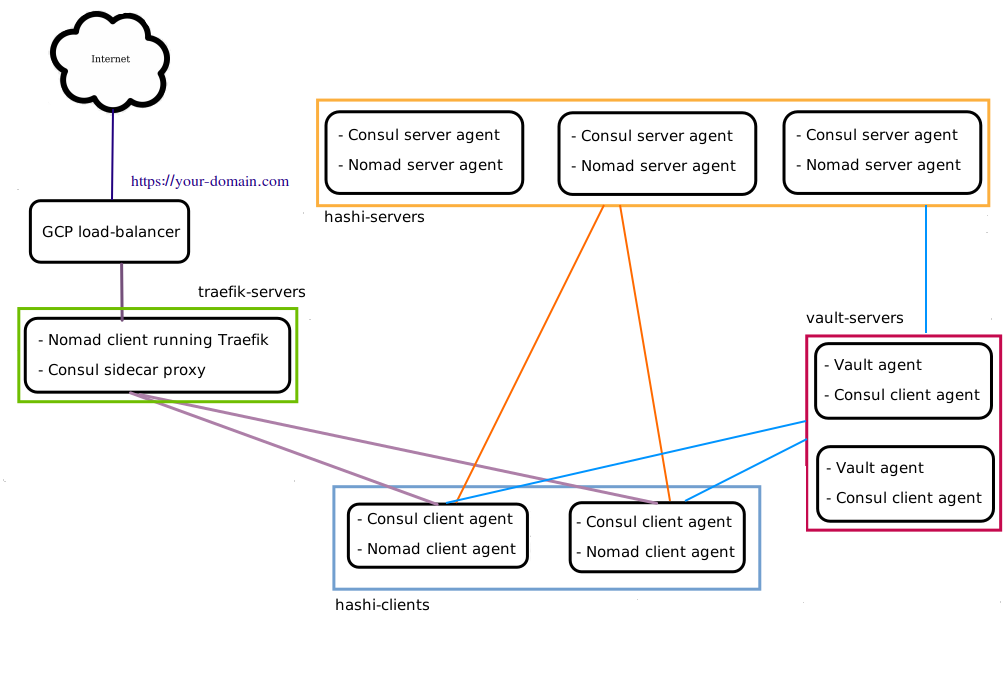 Internet
https://your-domain.com
GCP load-balancer
traefik-servers
- Nomad client running Traefik
- Consul sidecar proxy
- Consul server agent
- Nomad server agent
- Consul server agent
- Nomad server agent
- Consul server agent
- Nomad server agent
hashi-servers
vault-servers
- Vault agent
- Consul client agent
- Vault agent
- Consul client agent
- Consul client agent
- Nomad client agent
- Consul client agent
- Nomad client agent
hashi-clients